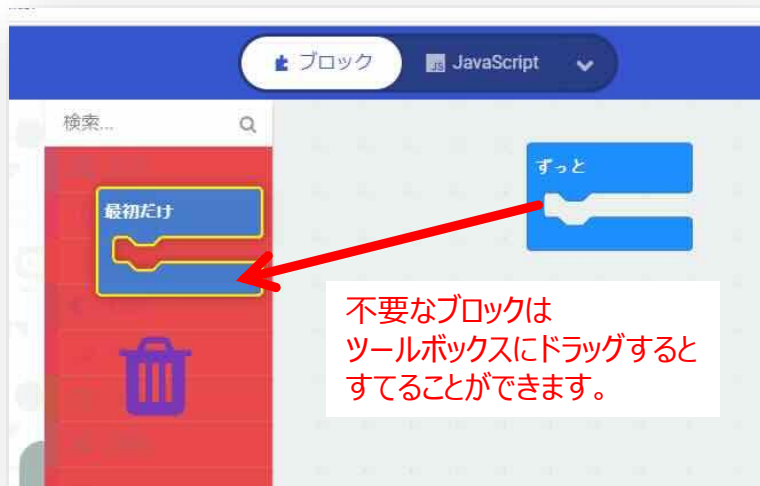 ブロック
JS JavaScript
検索...
ずっと
最初だけ
不要なブロックは
ツールボックスにドラッグすると
すてることができます。